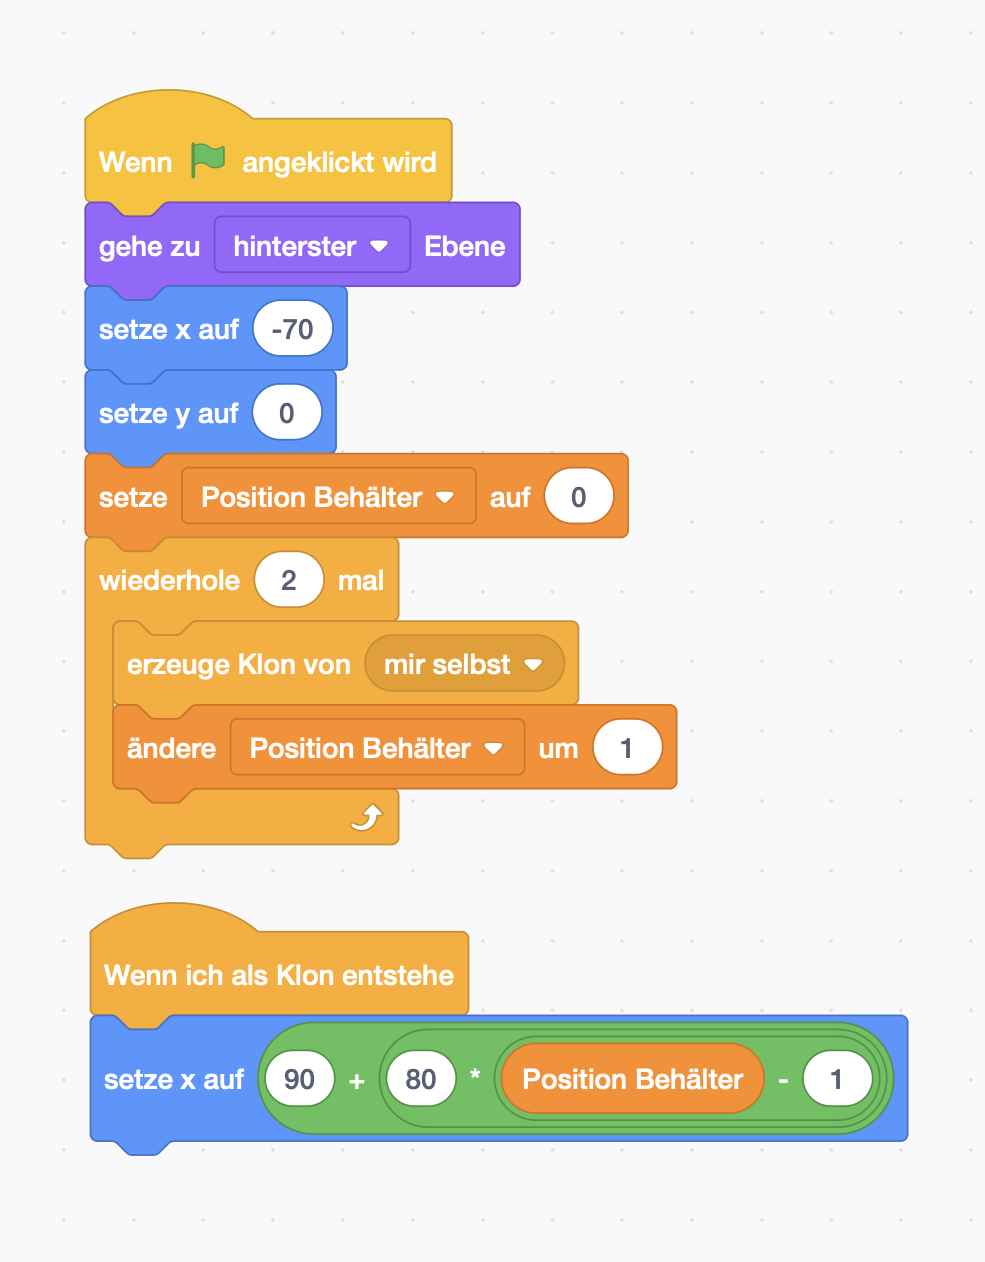 Wenn angeklickt wird
gehe zu hinterster Ebene
setze x auf -70
setze y auf 0
setze Position Behälter auf 0
wiederhole 2 mal
erzeuge Klon von mir selbst
ändere Position Behälter um 1
Wenn ich als Klon entstehe
setze x auf 90 + 80 * Position Behälter - 1